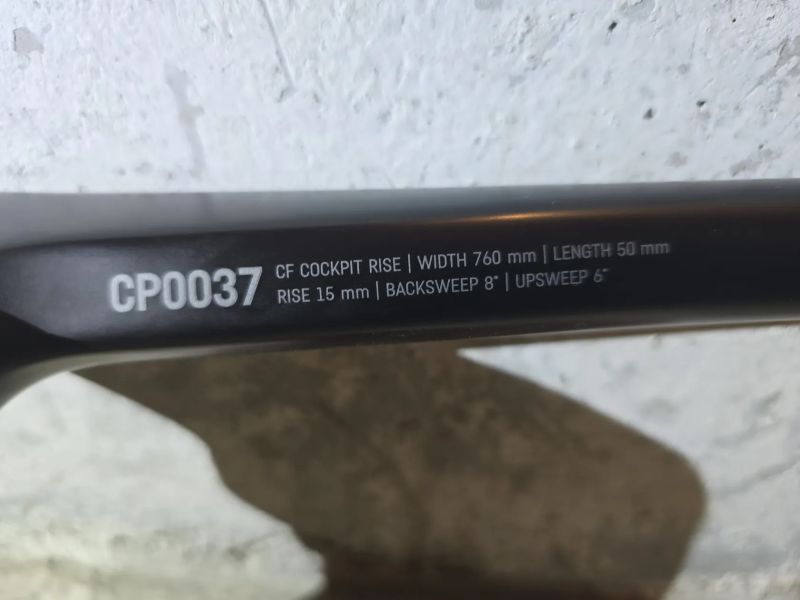 CP0037
CF COCKPIT RISE | WIDTH 760 mm | LENGTH 50 mm
RISE 15 mm | BACKSWEEP 8° | UPSWEEP 6°